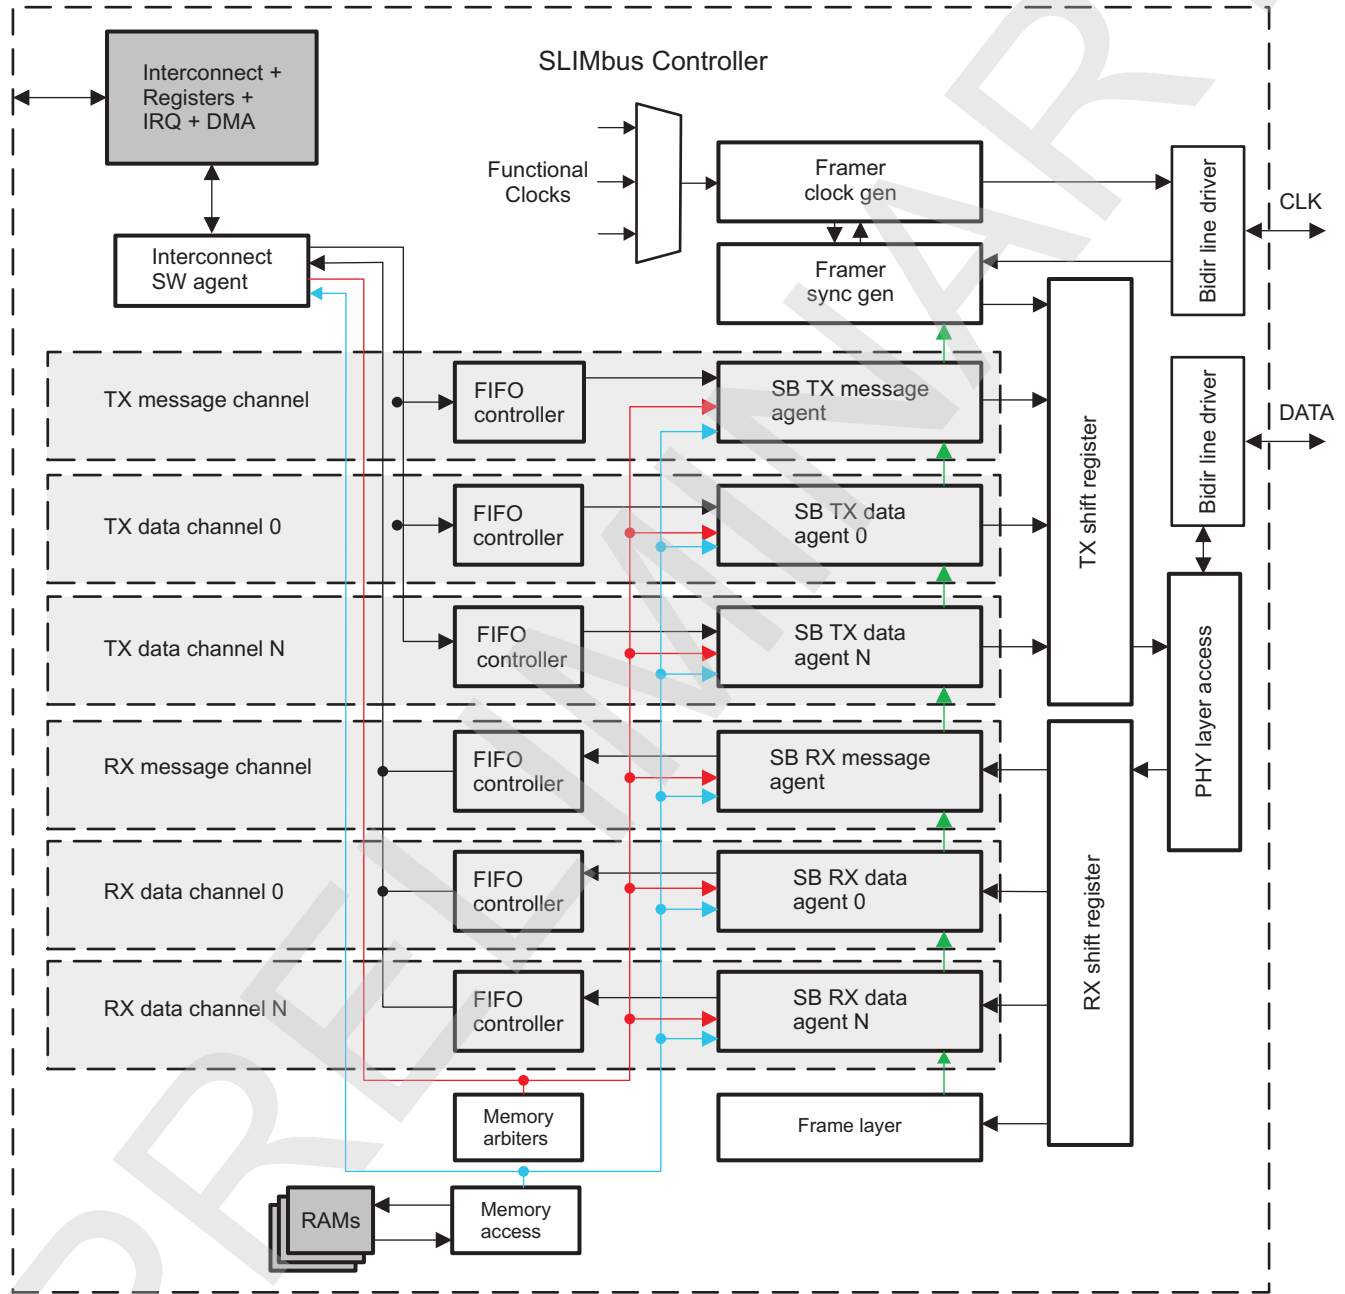 SLIMbus Controller
Interconnect +
Registers +
IRQ + DMA
Functional
Clocks
Framer
clock gen
Bidir line driver
CLK
Interconnect
SW agent
Framer
sync gen
TX message channel
FIFO
controller
SB TX message
agent
TX shift register
Bidir line driver
DATA
TX data channel 0
FIFO
controller
SB TX data
agent 0
TX data channel N
FIFO
controller
SB TX data
agent N
PHY layer access
RX message channel
FIFO
controller
SB RX message
agent
RX data channel 0
FIFO
controller
SB RX data
agent 0
RX shift register
RX data channel N
FIFO
controller
SB RX data
agent N
Memory
arbiters
Frame layer
RAMs
Memory
access
PRELIMINARY